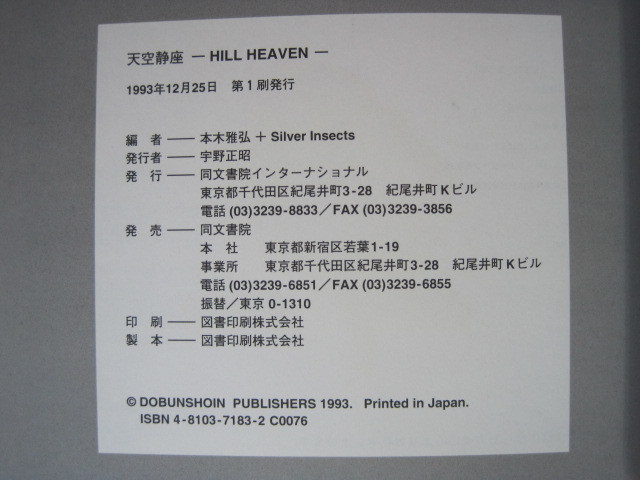 天空静座 — HILL HEAVEN —
1993年12月25日 第1刷発行
編 者 —— 本木雅弘 + Silver Insects
発行者 —— 宇野正昭
発 行 —— 同文書院インターナショナル
東京都千代田区紀尾井町3-28 紀尾井町Kビル
電話 (03)3239-8833/FAX (03)3239-3856
発 売 —— 同文書院
本 社 東京都新宿区若葉1-19
事業所 東京都千代田区紀尾井町3-28 紀尾井町Kビル
電話 (03)3239-6851/FAX (03)3239-6855
振替/東京 0-1310
印 刷 —— 図書印刷株式会社
製 本 —— 図書印刷株式会社
© DOBUNSHOIN PUBLISHERS 1993. Printed in Japan.
ISBN 4-8103-7183-2 C0076